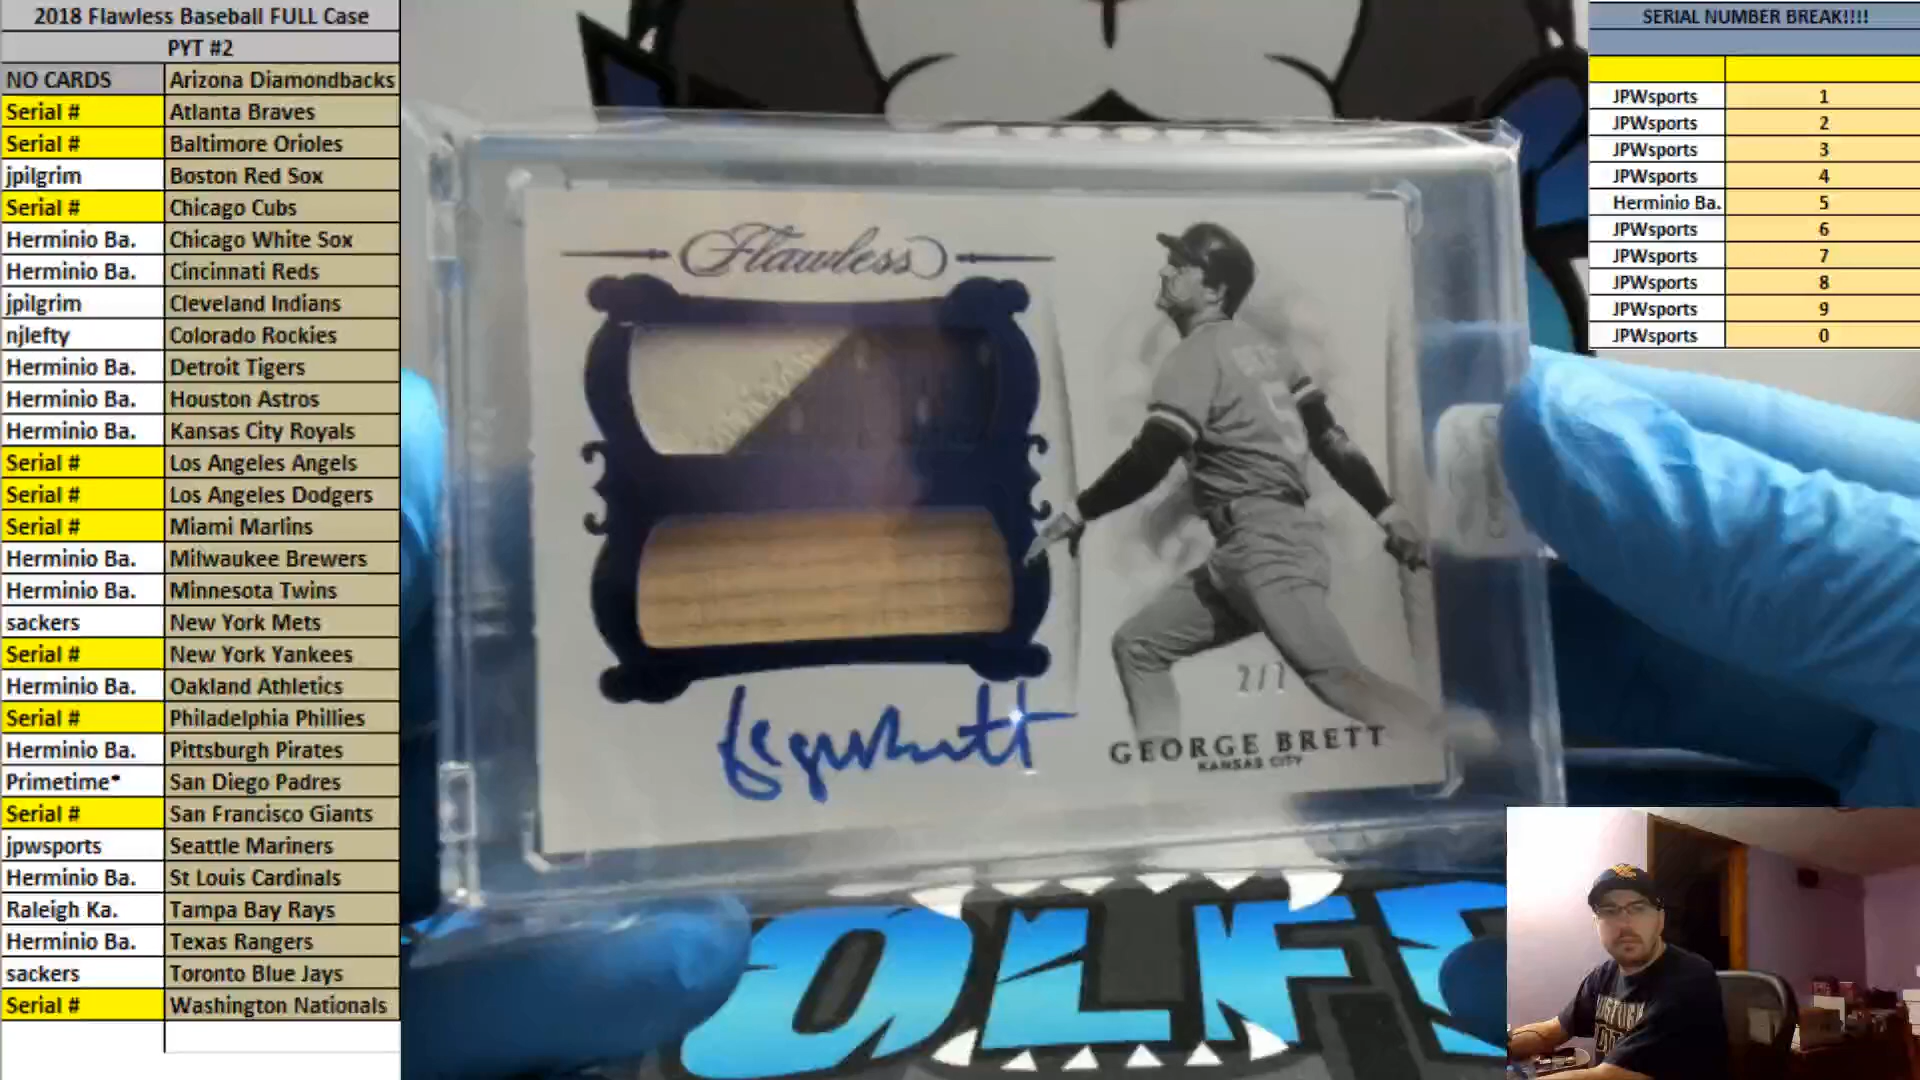 2018 Flawless Baseball FULL Case
PYT #2
NO CARDS Arizona Diamondbacks
Serial # Atlanta Braves
Serial # Baltimore Orioles
jpilgrim Boston Red Sox
Serial # Chicago Cubs
Herminio Ba. Chicago White Sox
Herminio Ba. Cincinnati Reds
jpilgrim Cleveland Indians
njlefty Colorado Rockies
Herminio Ba. Detroit Tigers
Herminio Ba. Houston Astros
Herminio Ba. Kansas City Royals
Serial # Los Angeles Angels
Serial # Los Angeles Dodgers
Serial # Miami Marlins
Herminio Ba. Milwaukee Brewers
Herminio Ba. Minnesota Twins
sackers New York Mets
Serial # New York Yankees
Herminio Ba. Oakland Athletics
Serial # Philadelphia Phillies
Herminio Ba. Pittsburgh Pirates
Primetime* San Diego Padres
Serial # San Francisco Giants
jpwsports Seattle Mariners
Herminio Ba. St Louis Cardinals
Raleigh Ka. Tampa Bay Rays
Herminio Ba. Texas Rangers
sackers Toronto Blue Jays
Serial # Washington Nationals
Flawless
George Brett
2/2
GEORGE BRETT
KANSAS CITY
OLF
SERIAL NUMBER BREAK!!!!
JPWsports 1
JPWsports 2
JPWsports 3
JPWsports 4
Herminio Ba. 5
JPWsports 6
JPWsports 7
JPWsports 8
JPWsports 9
JPWsports 0